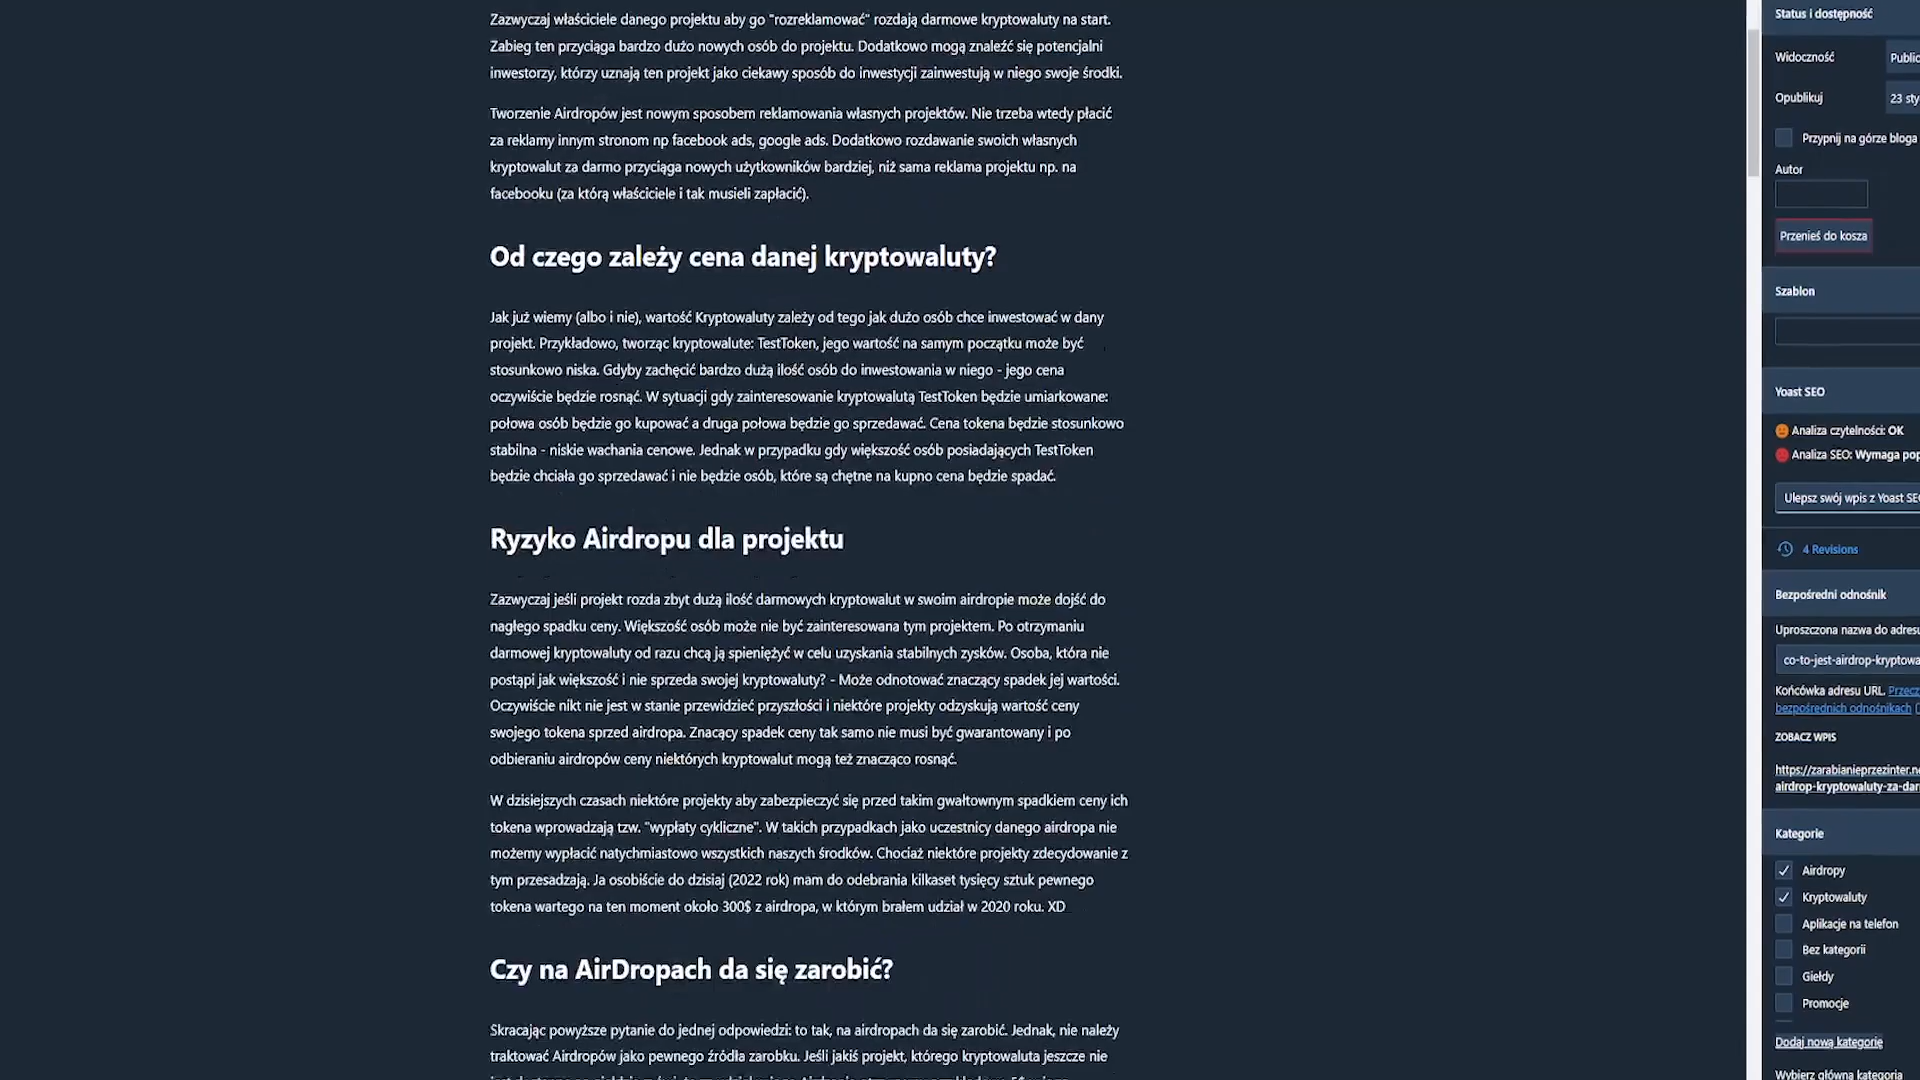 Zazwyczaj właściciele danego projektu aby go "rozreklamować" rozdają darmowe kryptowaluty na start.
Zabieg ten przyciąga bardzo dużo nowych osób do projektu. Dodatkowo mogą znaleźć się potencjalni
inwestorzy, którzy uznają ten projekt jako ciekawy sposób do inwestycji zainwestują w niego swoje środki.
Tworzenie Airdropów jest nowym sposobem reklamowania własnych projektów. Nie trzeba wtedy płacić
za reklamy innym stronom np facebook ads, google ads. Dodatkowo rozdawanie swoich własnych
kryptowalut za darmo przyciąga nowych użytkowników bardziej, niż sama reklama projektu np. na
facebooku (za którą właściciele i tak musieli zapłacić).
Od czego zależy cena danej kryptowaluty?
Jak już wiemy (albo i nie), wartość Kryptowaluty zależy od tego jak dużo osób chce inwestować w dany
projekt. Przykładowo, tworząc kryptowalute: TestToken, jego wartość na samym początku może być
stosunkowo niska. Gdyby zachęcić bardzo dużą ilość osób do inwestowania w niego - jego cena
oczywiście będzie rosnąć. W sytuacji gdy zainteresowanie kryptowalutą TestToken będzie umiarkowane:
połowa osób będzie go kupować a druga połowa będzie go sprzedawać. Cena tokena będzie stosunkowo
stabilna - niskie wachania cenowe. Jednak w przypadku gdy większość osób posiadających TestToken
będzie chciała go sprzedawać i nie będzie osób, które są chętne na kupno cena będzie spadać.
Ryzyko Airdropu dla projektu
Zazwyczaj jeśli projekt rozda zbyt dużą ilość darmowych kryptowalut w swoim airdropie może dojść do
nagłego spadku ceny. Większość osób może nie być zainteresowana tym projektem. Po otrzymaniu
darmowej kryptowaluty od razu chcą ją spieniężyć w celu uzyskania stabilnych zysków. Osoba, która nie
postąpi jak większość i nie sprzeda swojej kryptowaluty? - Może odnotować znaczący spadek jej wartości.
Oczywiście nikt nie jest w stanie przewidzieć przyszłości i niektóre projekty odzyskują wartość ceny
swojego tokena sprzed airdropa. Znacący spadek ceny tak samo nie musi być gwarantowany i po
odbieraniu airdropów ceny niektórych kryptowalut mogą też znacząco rosnąć.
W dzisiejszych czasach niektóre projekty aby zabezpieczyć się przed takim gwałtownym spadkiem ceny ich
tokena wprowadzają tzw. "wypłaty cykliczne". W takich przypadkach jako uczestnicy danego airdropa nie
możemy wypłacić natychmiastowo wszystkich naszych środków. Chociaż niektóre projekty zdecydowanie z
tym przesadzają. Ja osobiście do dzisiaj (2022 rok) mam do odebrania kilkaset tysięcy sztuk pewnego
tokena wartego na ten moment około 300$ z airdropa, w którym brałem udział w 2020 roku. XD
Czy na AirDropach da się zarobić?
Skracając powyższe pytanie do jednej odpowiedzi: to tak, na airdropach da się zarobić. Jednak, nie należy
traktować Airdropów jako pewnego źródła zarobku. Jeśli jakiś projekt, którego kryptowaluta jeszcze nie
Status i dostępność
Widoczność Public
Opublikuj 23 sty
Przypnij na górze bloga
Autor
Przenieś do kosza
Szablon
Yoast SEO
Analiza czytelności: OK
Analiza SEO: Wymaga pop
Ulepsz swój wpis z Yoast SEO
4 Revisions
Bezpośredni odnośnik
Uproszczona nazwa do adresu
co-to-jest-airdrop-kryptowa
Końcówka adresu URL. Przecz
bezpośrednich odnośnikach
ZOBACZ WPIS
https://zarabianieprzezinter.ne
airdrop-kryptowaluty-za-dar
Kategorie
Airdropy
Kryptowaluty
Aplikacje na telefon
Bez kategorii
Giełdy
Promocje
Dodaj nową kategorię
Wybierz główną kategorię